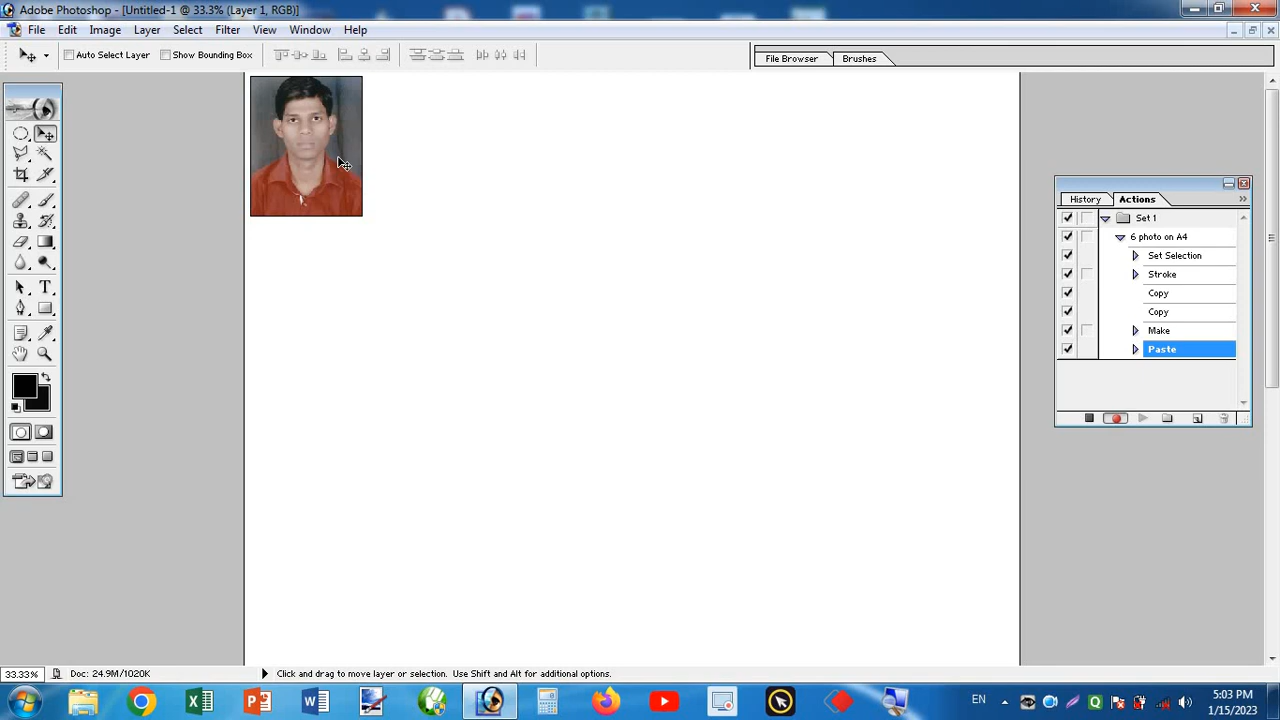 Adobe Photoshop - [Untitled-1 @ 33.3% (Layer 1, RGB)]
File Edit Image Layer Select Filter View Window Help
Auto Select Layer Show Bounding Box File Browser Brushes
History Actions
Set 1
6 photo on A4
Set Selection
Stroke
Copy
Copy
Make
Paste
T
33.33% Doc: 24.9M/1020K Click and drag to move layer or selection. Use Shift and Alt for additional options.
EN
5:03 PM
1/15/2023